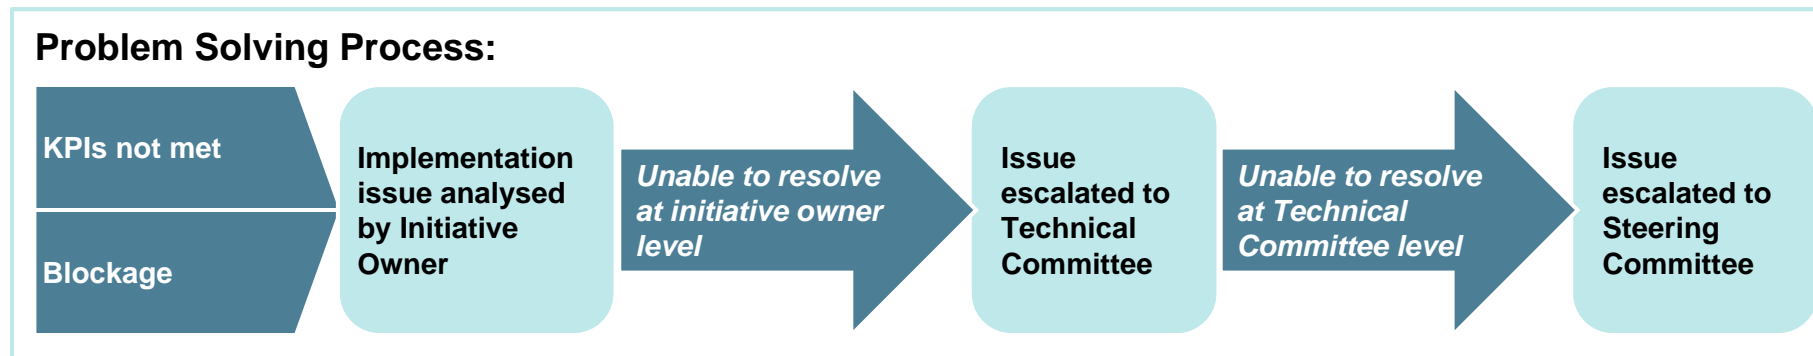 Problem Solving Process:
KPIs not met
Blockage
Implementation
issue analysed
by Initiative
Owner
Unable to resolve
at initiative owner
level
Issue
escalated to
Technical
Committee
Unable to resolve
at Technical
Committee level
Issue
escalated to
Steering
Committee